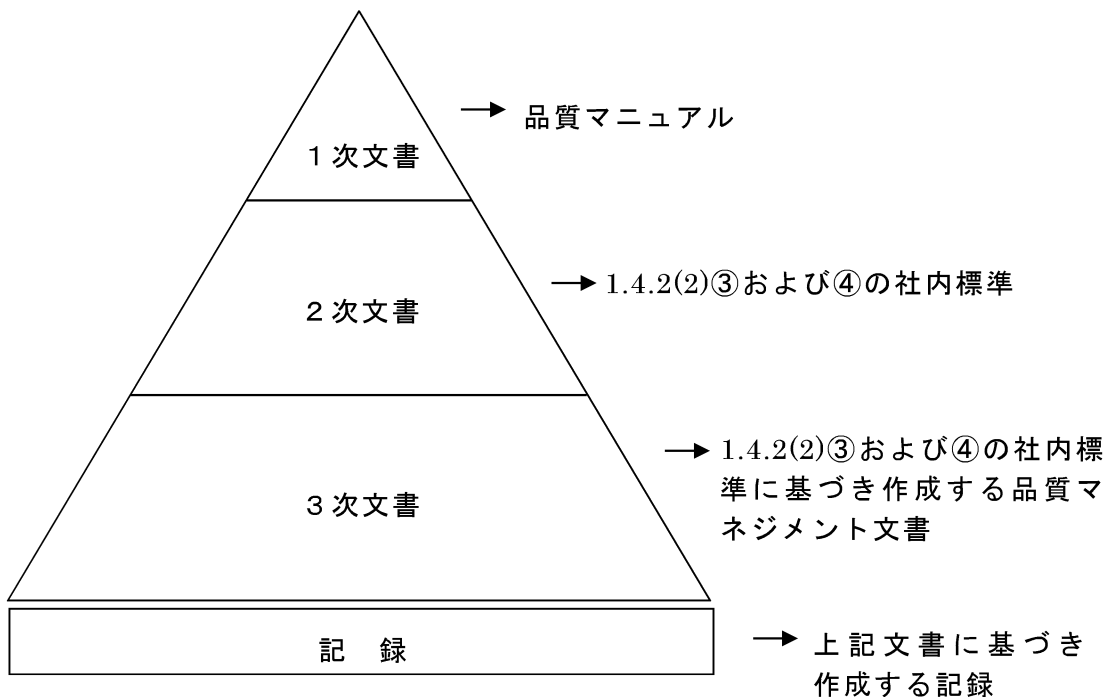 品質マニュアル
１次文書
1.4.2(2)③および④の社内標準
２次文書
1.4.2(2)③および④の社内標
準に基づき作成する品質マ
ネジメント文書
３次文書
記　録
上記文書に基づき
作成する記録